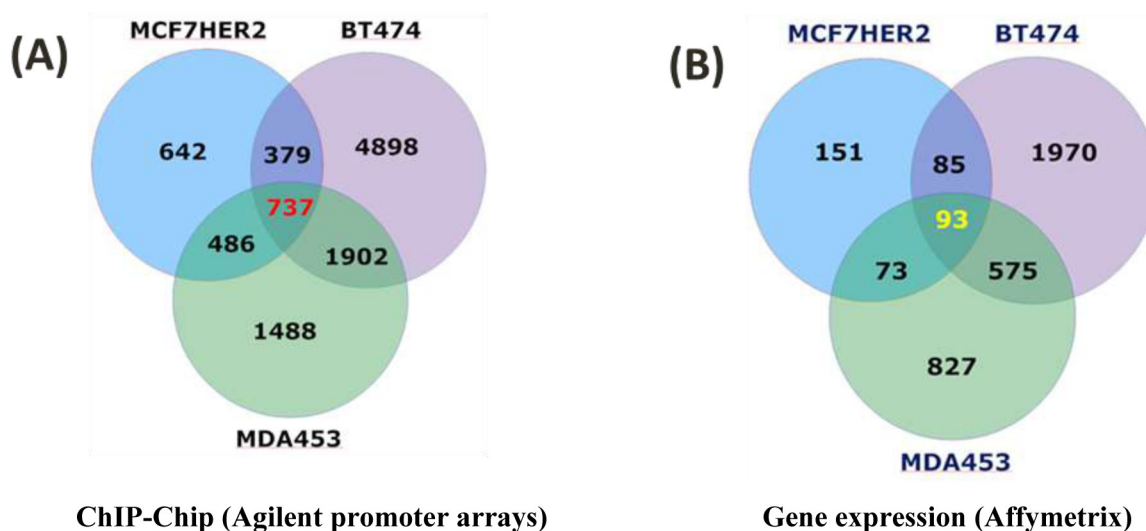 (A)
MCF7HER2 BT474
642 379 4898
737
486 1902
1488
MDA453
ChIP-Chip (Agilent promoter arrays)
(B)
MCF7HER2 BT474
151 85 1970
93
73 575
827
MDA453
Gene expression (Affymetrix)